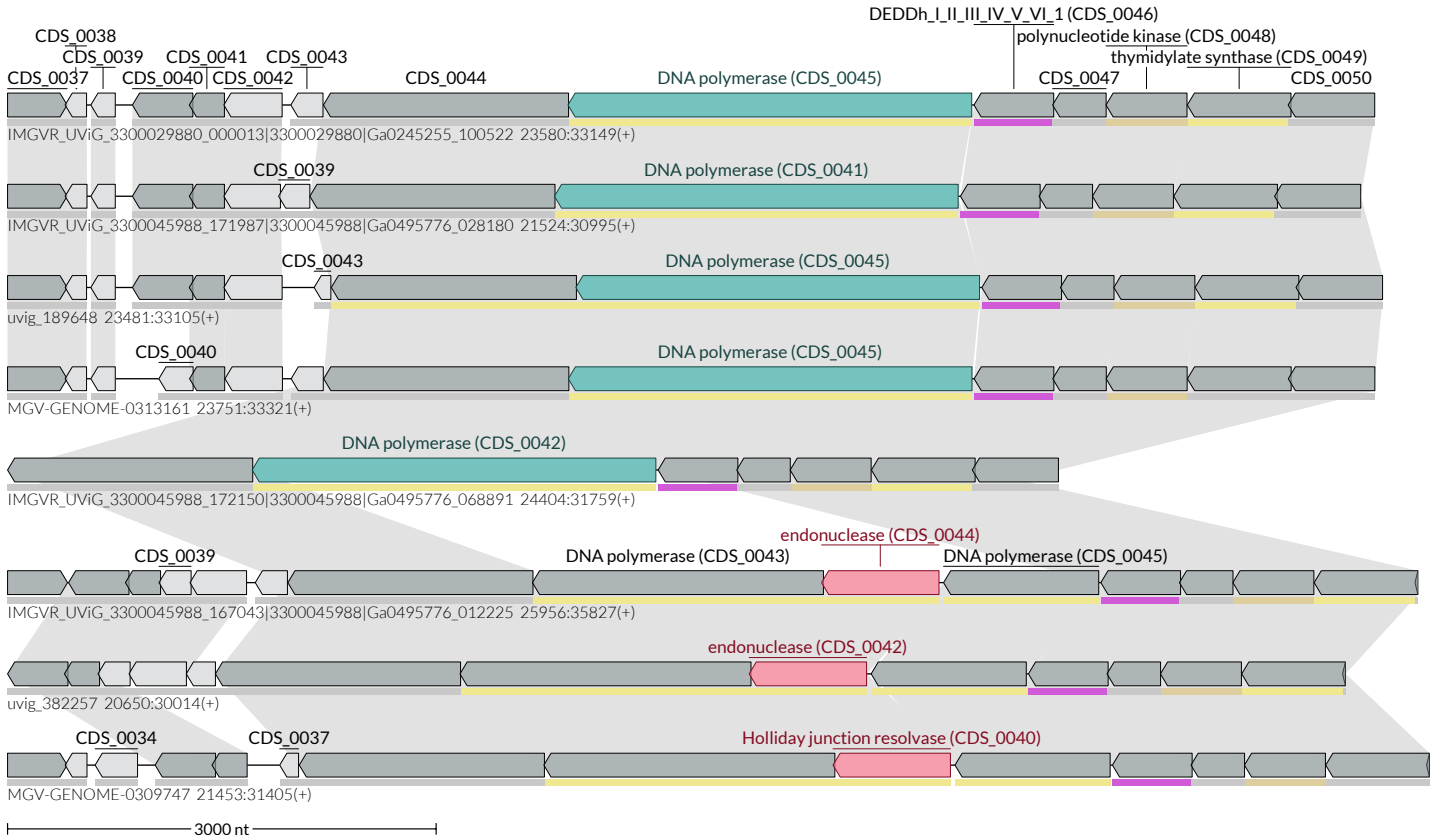 DEDDh_I_II_III_IV_V_VI_1 (CDS_0046)
CDS_0038 polynucleotide kinase (CDS_0048)
CDS_0039 CDS_0041 CDS_0043 thymidylate synthase (CDS_0049)
CDS_0037 CDS_0040 CDS_0042 CDS_0044 DNA polymerase (CDS_0045) CDS_0047 CDS_0050
IMGVR_UViG_3300029880_000013|3300029880|Ga0245255_100522 23580:33149(+)
CDS_0039 DNA polymerase (CDS_0041)
IMGVR_UViG_3300045988_171987|3300045988|Ga0495776_028180 21524:30995(+)
CDS_0043 DNA polymerase (CDS_0045)
uvig_189648 23481:33105(+)
CDS_0040 DNA polymerase (CDS_0045)
MGV-GENOME-0313161 23751:33321(+)
DNA polymerase (CDS_0042)
IMGVR_UViG_3300045988_172150|3300045988|Ga0495776_068891 24404:31759(+)
endonuclease (CDS_0044)
CDS_0039 DNA polymerase (CDS_0043) DNA polymerase (CDS_0045)
IMGVR_UViG_3300045988_167043|3300045988|Ga0495776_012225 25956:35827(+)
endonuclease (CDS_0042)
uvig_382257 20650:30014(+)
CDS_0034 CDS_0037 Holliday junction resolvase (CDS_0040)
MGV-GENOME-0309747 21453:31405(+)
3000 nt